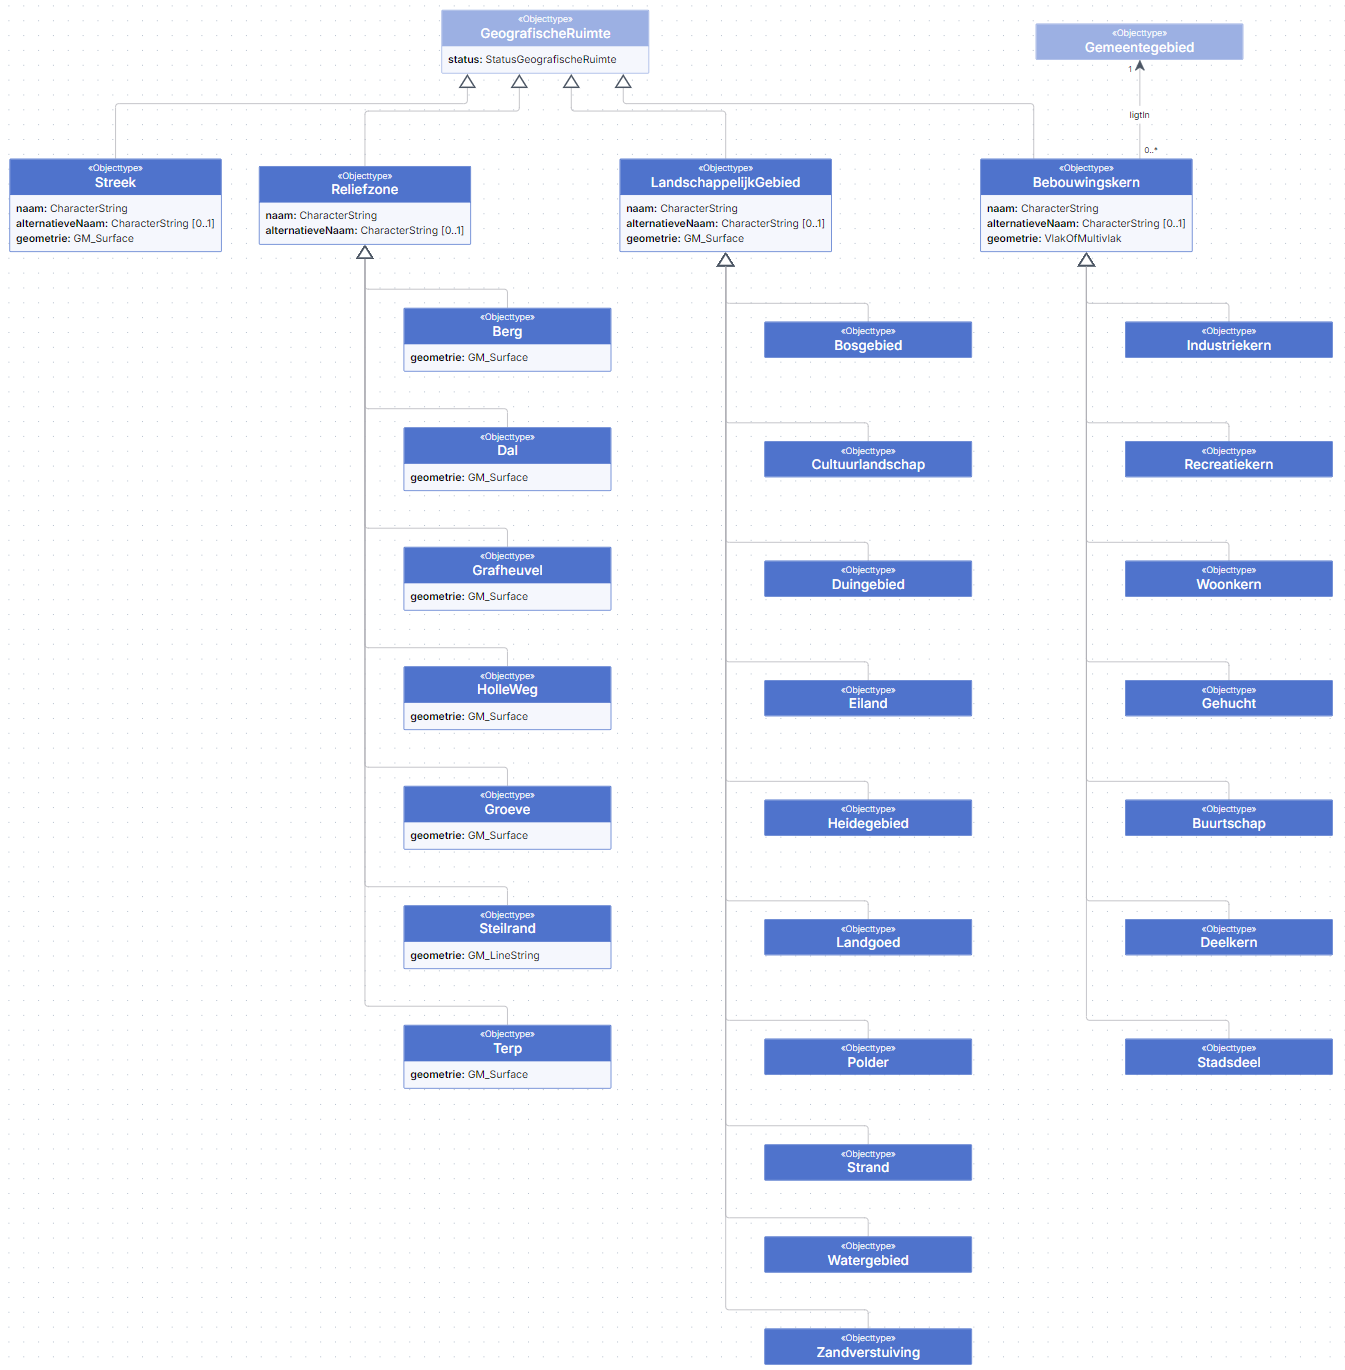 «Objecttype»
GeografischeRuimte
status: StatusGeografischeRuimte
«Objecttype»
Gemeentegebied
1
ligtIn
0..*
«Objecttype»
Streek
naam: CharacterString
alternatieveNaam: CharacterString [0..1]
geometrie: GM_Surface
«Objecttype»
Reliefzone
naam: CharacterString
alternatieveNaam: CharacterString [0..1]
«Objecttype»
LandschappelijkGebied
naam: CharacterString
alternatieveNaam: CharacterString [0..1]
geometrie: GM_Surface
«Objecttype»
Bebouwingskern
naam: CharacterString
alternatieveNaam: CharacterString [0..1]
geometrie: VlakOfMultivlak
«Objecttype»
Berg
geometrie: GM_Surface
«Objecttype»
Dal
geometrie: GM_Surface
«Objecttype»
Grafheuvel
geometrie: GM_Surface
«Objecttype»
HolleWeg
geometrie: GM_Surface
«Objecttype»
Groeve
geometrie: GM_Surface
«Objecttype»
Steilrand
geometrie: GM_LineString
«Objecttype»
Terp
geometrie: GM_Surface
«Objecttype»
Bosgebied
«Objecttype»
Cultuurlandschap
«Objecttype»
Duingebied
«Objecttype»
Eiland
«Objecttype»
Heidegebied
«Objecttype»
Landgoed
«Objecttype»
Polder
«Objecttype»
Strand
«Objecttype»
Watergebied
«Objecttype»
Zandverstuiving
«Objecttype»
Industriekern
«Objecttype»
Recreatiekern
«Objecttype»
Woonkern
«Objecttype»
Gehucht
«Objecttype»
Buurtschap
«Objecttype»
Deelkern
«Objecttype»
Stadsdeel